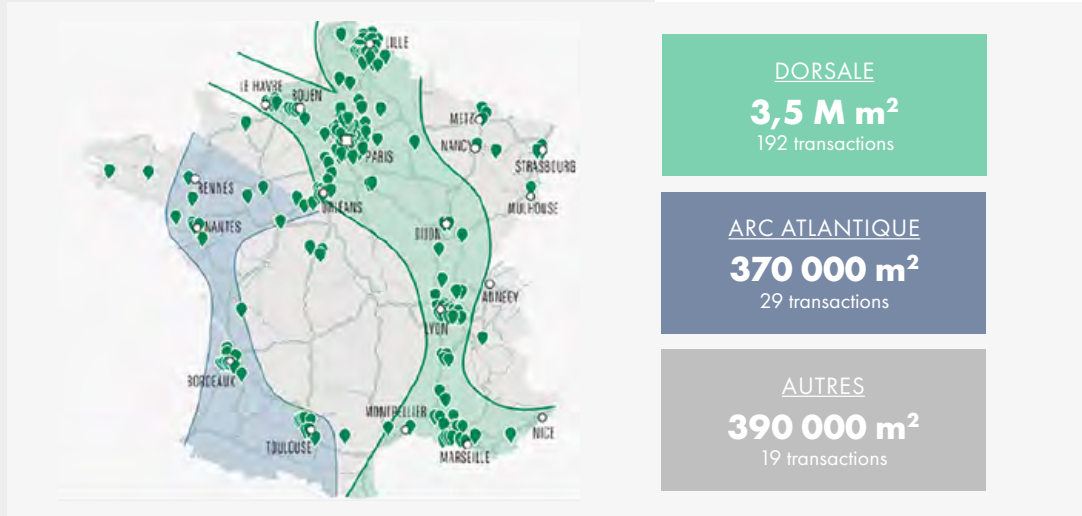 LILLE
LE HAVRE
ROUEN
METZ
NANCY
PARIS
STRASBOURG
RENNES
ORLÉANS
MULHOUSE
NANTES
DIJON
ANNECY
LYON
BORDEAUX
MONTPELLIER
NICE
TOULOUSE
MARSEILLE
DORSALE
3,5 M m²
192 transactions
ARC ATLANTIQUE
370 000 m²
29 transactions
AUTRES
390 000 m²
19 transactions